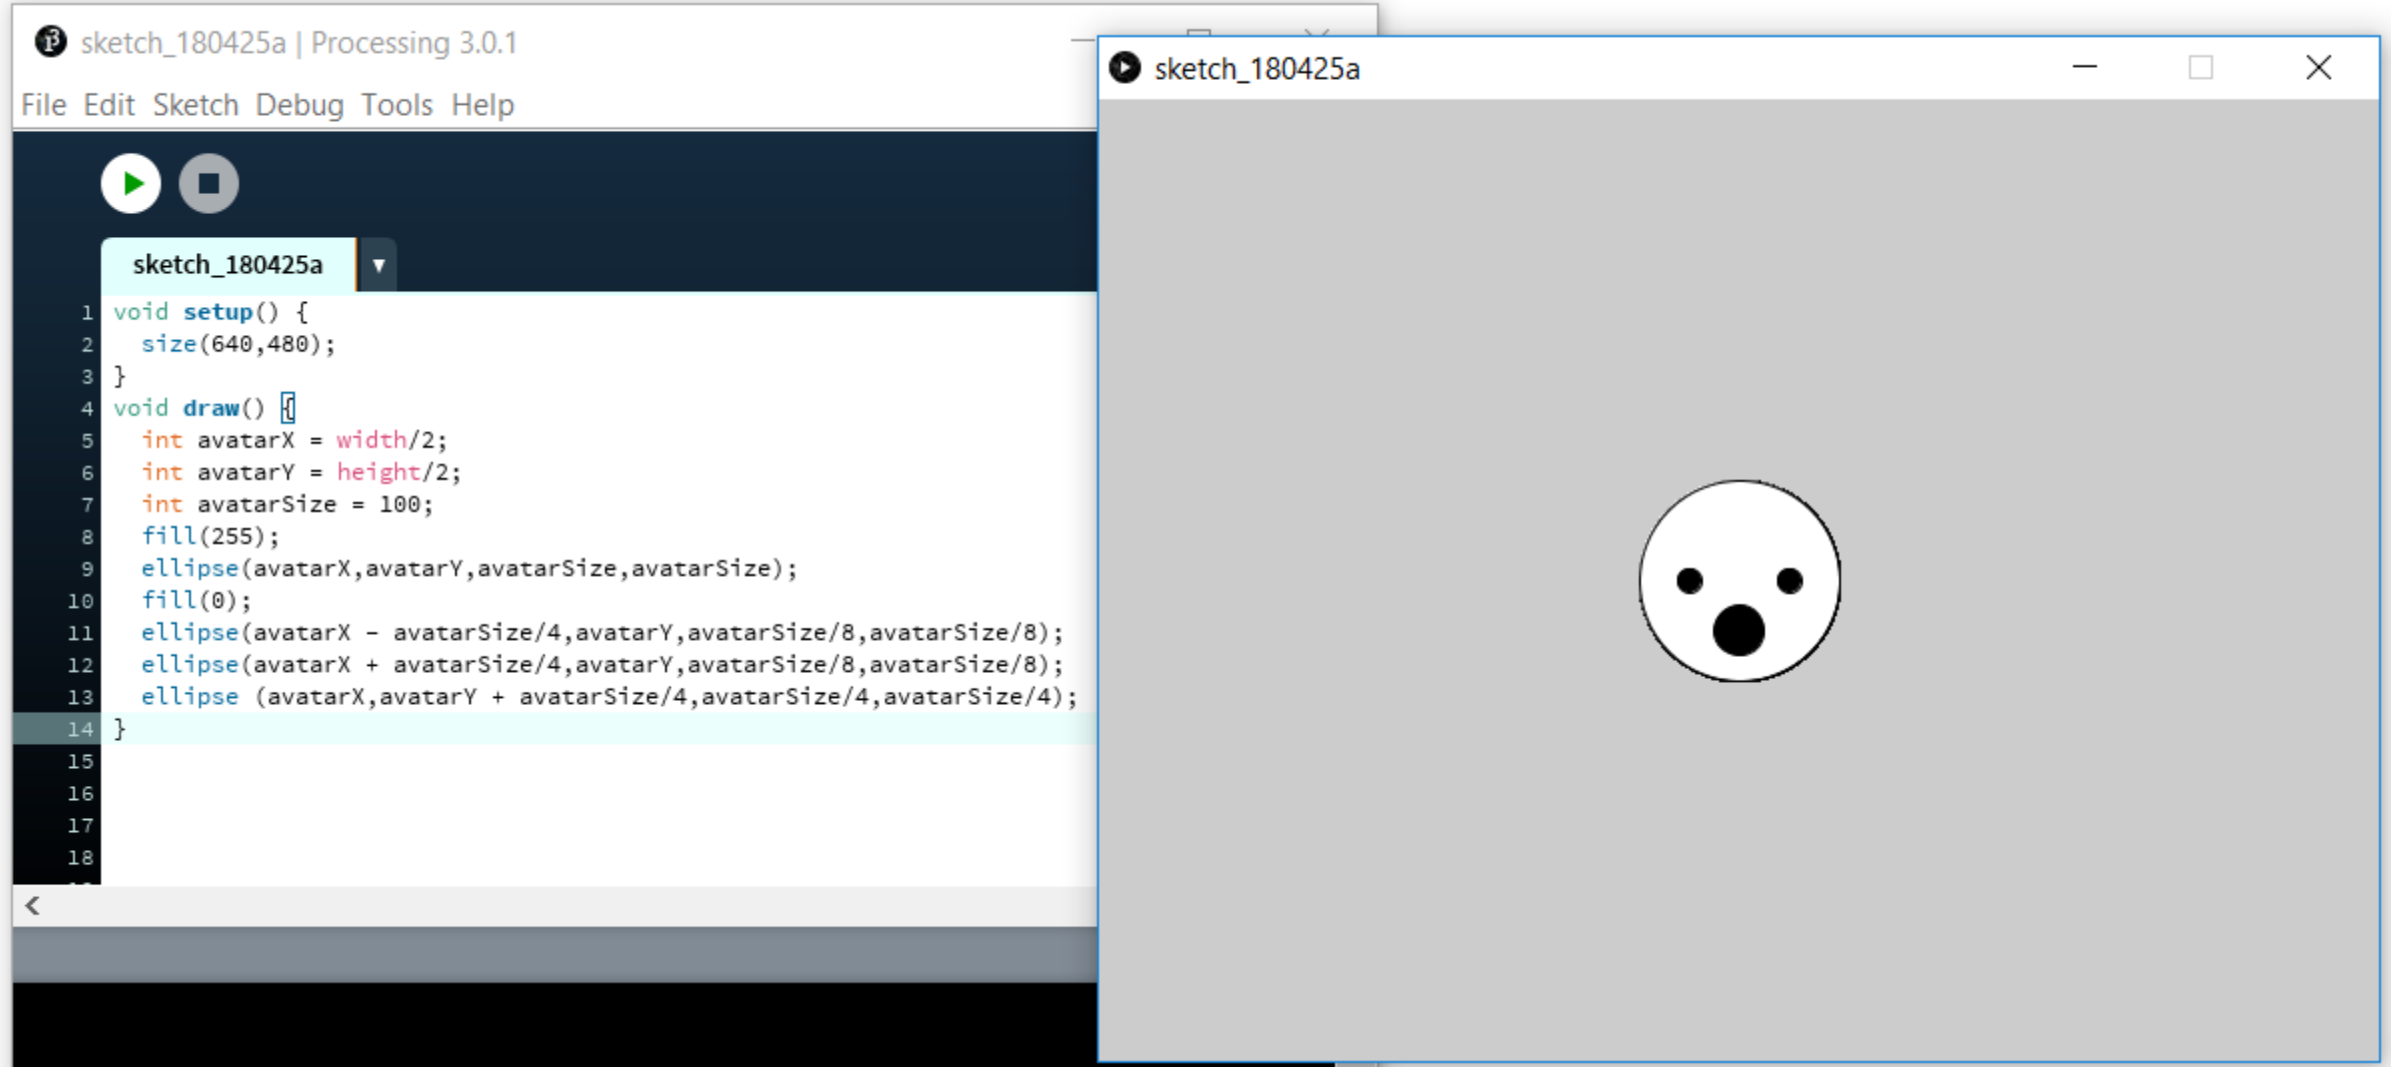 sketch_180425a | Processing 3.0.1
File Edit Sketch Debug Tools Help
sketch_180425a ▼
1 void setup() {
2   size(640,480);
3 }
4 void draw() {
5   int avatarX = width/2;
6   int avatarY = height/2;
7   int avatarSize = 100;
8   fill(255);
9   ellipse(avatarX,avatarY,avatarSize,avatarSize);
10   fill(0);
11   ellipse(avatarX - avatarSize/4,avatarY,avatarSize/8,avatarSize/8);
12   ellipse(avatarX + avatarSize/4,avatarY,avatarSize/8,avatarSize/8);
13   ellipse (avatarX,avatarY + avatarSize/4,avatarSize/4,avatarSize/4);
14 }
15
16
17
18
sketch_180425a